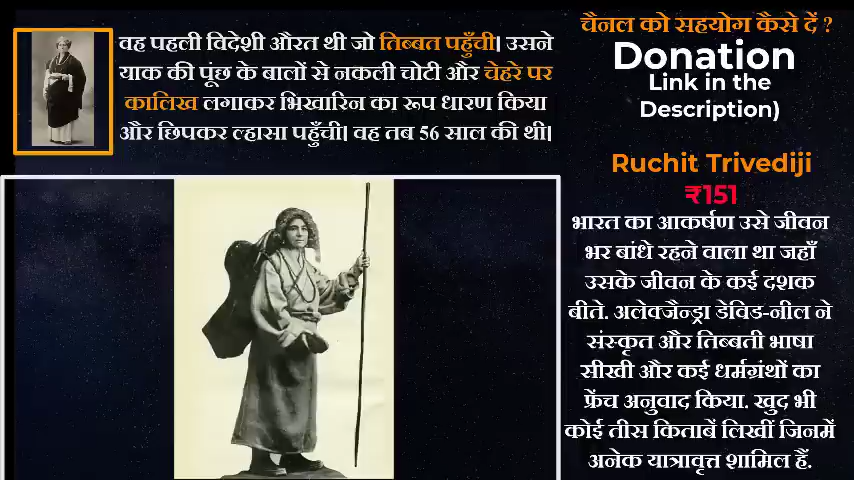 वह पहली विदेशी औरत थी जो तिब्बत पहुँची। उसने
याक की पूंछ के बालों से नकली चोटी और चेहरे पर
कालिख लगाकर भिखारिन का रूप धारण किया
और छिपकर ल्हासा पहुँची। वह तब 56 साल की थी।
चैनल को सहयोग कैसे दें ?
Donation
Link in the
Description)
Ruchit Trivediji
₹151
भारत का आकर्षण उसे जीवन
भर बांधे रहने वाला था जहाँ
उसके जीवन के कई दशक
बीते. अलेक्जैन्ड्रा डेविड-नील ने
संस्कृत और तिब्बती भाषा
सीखी और कई धर्मग्रंथों का
फ्रेंच अनुवाद किया. खुद भी
कोई तीस किताबें लिखीं जिनमें
अनेक यात्रावृत्त शामिल हैं.